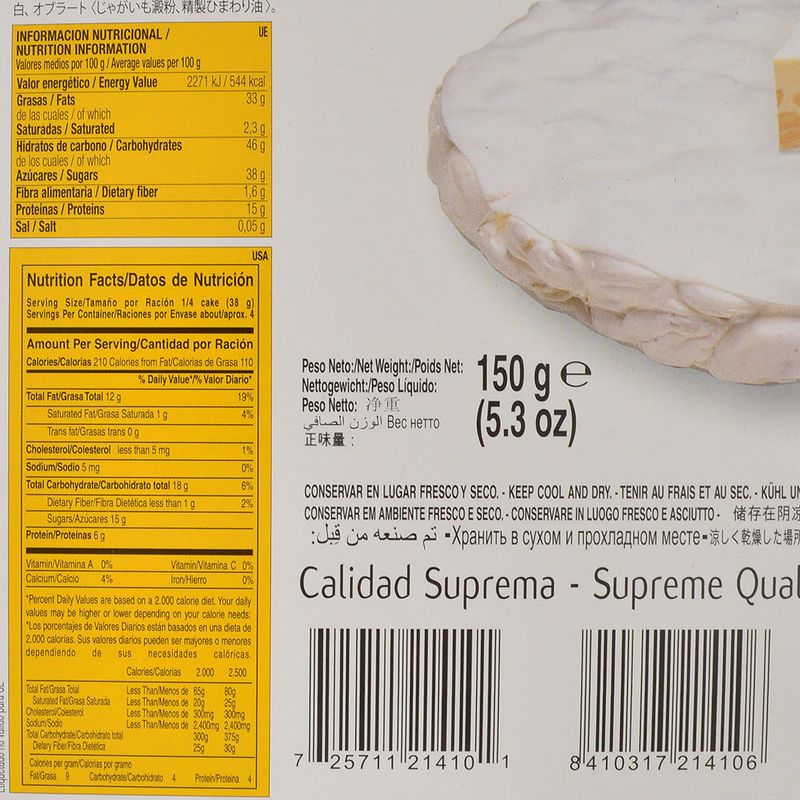 白、オブラート〈じゃがいも澱粉、精製ひまわり油〉。
INFORMACION NUTRICIONAL /
NUTRITION INFORMATION
UE
Valores medios por 100 g / Average values per 100 g
Valor energético / Energy Value 2271 kJ / 544 kcal
Grasas / Fats 33 g
de las cuales / of which
Saturadas / Saturated 2,3 g
Hidratos de carbono / Carbohydrates 46 g
de los cuales / of which
Azúcares / Sugars 38 g
Fibra alimentaria / Dietary fiber 1,6 g
Proteínas / Proteins 15 g
Sal / Salt 0,05 g
USA
Nutrition Facts/Datos de Nutrición
Serving Size/Tamaño por Ración 1/4 cake (38 g)
Servings Per Container/Raciones por Envase about/aprox. 4
Amount Per Serving/Cantidad por Ración
Calories/Calorías 210 Calories from Fat/Calorías de Grasa 110
% Daily Value*/% Valor Diario*
Total Fat/Grasa Total 12 g 19%
Saturated Fat/Grasa Saturada 1 g 4%
Trans fat/Grasas trans 0 g
Cholesterol/Colesterol less than 5 mg 1%
Sodium/Sodio 5 mg 0%
Total Carbohydrate/Carbohidrato total 18 g 6%
Dietary Fiber/Fibra Dietética less than 1 g 2%
Sugars/Azúcares 15 g
Protein/Proteínas 6 g
Vitamin/Vitamina A 0% Vitamin/Vitamina C 0%
Calcium/Calcio 4% Iron/Hierro 0%
*Percent Daily Values are based on a 2.000 calorie diet. Your daily
values may be higher or lower depending on your calorie needs:
*Los porcentajes de Valores Diarios están basados en una dieta de
2.000 calorías. Sus valores diarios pueden ser mayores o menores
dependiendo de sus necesidades calóricas.
Calories/Calorías 2.000 2.500
Total Fat/Grasa Total Less Than/Menos de 65g 80g
Saturated Fat/Grasa Saturada Less Than/Menos de 20g 25g
Cholesterol/Colesterol Less Than/Menos de 300mg 300mg
Sodium/Sodio Less Than/Menos de 2,400mg 2,400mg
Total Carbohydrate/Carbohidrato total 300g 375g
Dietary Fiber/Fibra Dietética 25g 30g
Calories per gram/Calorías por gramo
Fat/Grasa 9 Carbohydrate/Carbohidrato 4 Protein/Proteína 4
Peso Neto:/Net Weight:/Poids Net:
Nettogewicht:/Peso Líquido:
Peso Netto: 净重
الوزن الصافي Вес нетто
正味量 :
150 g e
(5.3 oz)
CONSERVAR EN LUGAR FRESCO Y SECO. - KEEP COOL AND DRY. - TENIR AU FRAIS ET AU SEC. - KÜHL UN
CONSERVAR EM AMBIENTE FRESCO E SECO. - CONSERVARE IN LUOGO FRESCO E ASCIUTTO - 储存在阴凉
تم صنعه من قِبل: -Хранить в сухом и прохладном месте-涼しく乾燥した場所
Calidad Suprema - Supreme Qual
7 25711 21410 1
8 410317 214106